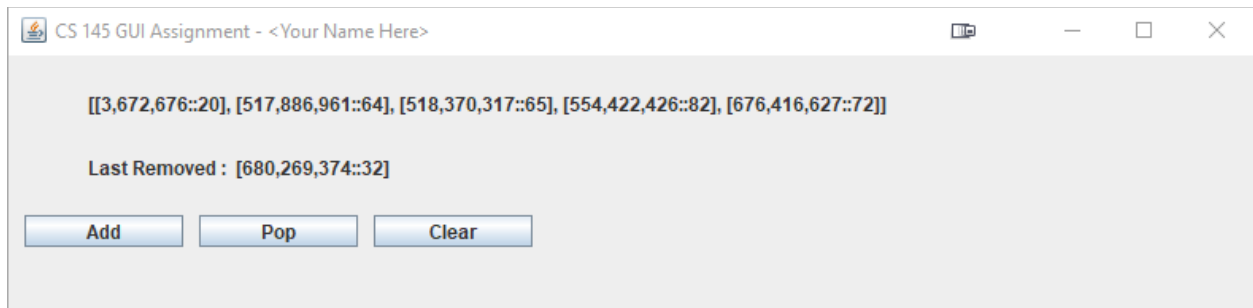 CS 145 GUI Assignment - <Your Name Here>
[[3,672,676::20], [517,886,961::64], [518,370,317::65], [554,422,426::82], [676,416,627::72]]
Last Removed :  [680,269,374::32]
Add Pop Clear